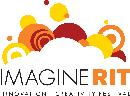 IMAGINE RIT
INNOVATION CREATIVITY FESTIVAL